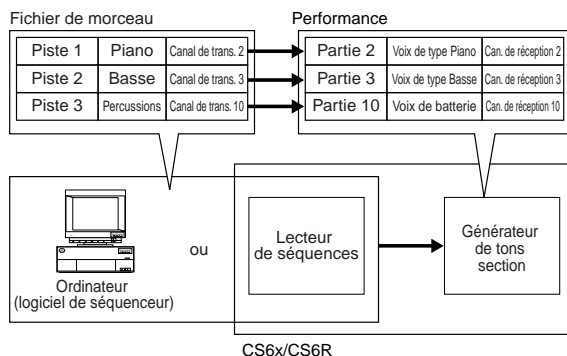 Fichier de morceau
Performance
Piste 1 Piano Canal de trans. 2
Partie 2 Voix de type Piano Can. de réception 2
Piste 2 Basse Canal de trans. 3
Partie 3 Voix de type Basse Can. de réception 3
Piste 3 Percussions Canal de trans. 10
Partie 10 Voix de batterie Can. de réception 10
Ordinateur
(logiciel de séquenceur)
ou
Lecteur
de séquences
Générateur
de tons
section
CS6x/CS6R